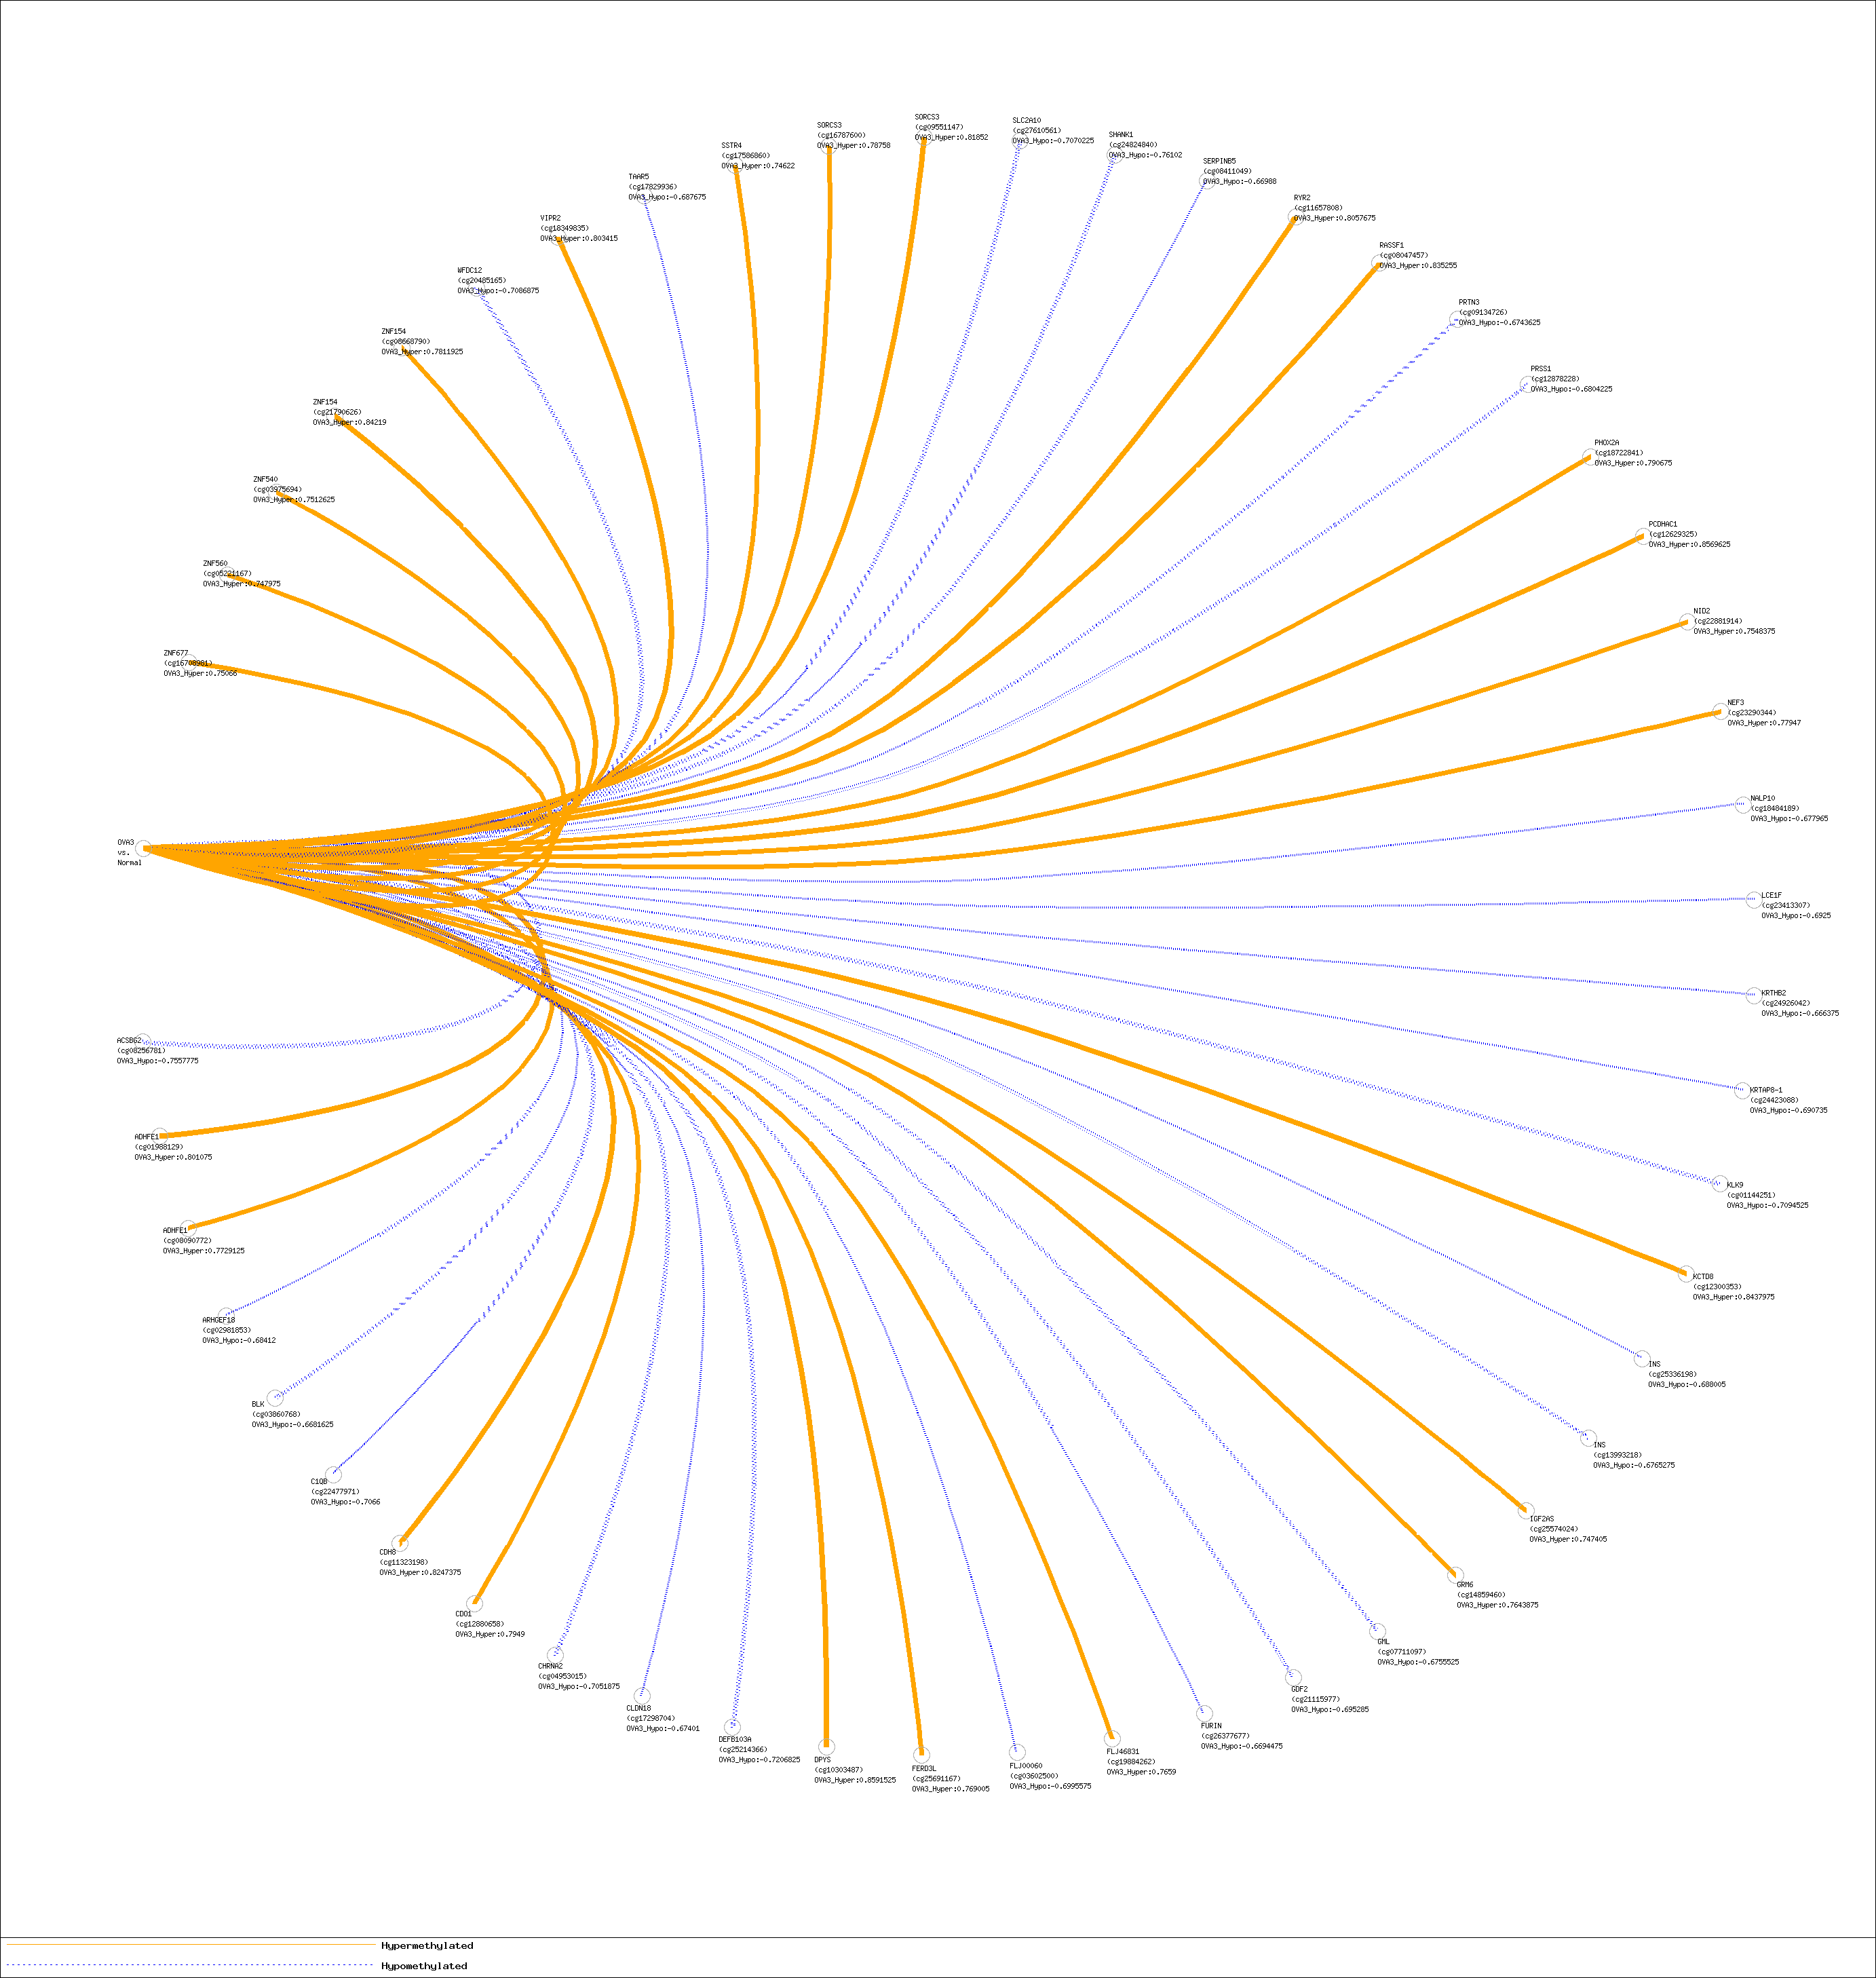 SORCS3
(cg09551147)
OVA3_Hyper:0.81852
SLC2A10
(cg27610561)
OVA3_Hypo:-0.7070225
SORCS3
(cg16787600)
OVA3_Hyper:0.78758
SHANK1
(cg24824840)
OVA3_Hypo:-0.76102
SSTR4
(cg17586860)
OVA3_Hyper:0.74622
SERPINB5
(cg08411049)
OVA3_Hypo:-0.66988
TAAR5
(cg17829936)
OVA3_Hypo:-0.687675
RYR2
(cg11657808)
OVA3_Hyper:0.8057675
VIPR2
(cg18349835)
OVA3_Hyper:0.803415
RASSF1
(cg08047457)
OVA3_Hyper:0.835255
WFDC12
(cg20485165)
OVA3_Hypo:-0.7086875
PRTN3
(cg09134726)
OVA3_Hypo:-0.6743625
ZNF154
(cg08668790)
OVA3_Hyper:0.7811925
PRSS1
(cg12878228)
OVA3_Hypo:-0.6804225
ZNF154
(cg21790626)
OVA3_Hyper:0.84219
PHOX2A
(cg18722841)
OVA3_Hyper:0.790675
ZNF540
(cg03975694)
OVA3_Hyper:0.7512625
PCDHAC1
(cg12629325)
OVA3_Hyper:0.8569625
ZNF560
(cg05221167)
OVA3_Hyper:0.747975
NID2
(cg22881914)
OVA3_Hyper:0.7548375
ZNF677
(cg16708981)
OVA3_Hyper:0.75066
NEF3
(cg23290344)
OVA3_Hyper:0.77947
NALP10
(cg18484189)
OVA3_Hypo:-0.677965
OVA3
vs.
Normal
LCE1F
(cg23413307)
OVA3_Hypo:-0.6925
KRTHB2
(cg24926042)
OVA3_Hypo:-0.666375
ACSBG2
(cg08256781)
OVA3_Hypo:-0.7557775
KRTAP8-1
(cg24423088)
OVA3_Hypo:-0.690735
ADHFE1
(cg01988129)
OVA3_Hyper:0.801075
KLK9
(cg01144251)
OVA3_Hypo:-0.7094525
ADHFE1
(cg08090772)
OVA3_Hyper:0.7729125
KCTD8
(cg12300353)
OVA3_Hyper:0.8437975
ARHGEF18
(cg02981853)
OVA3_Hypo:-0.68412
INS
(cg25336198)
OVA3_Hypo:-0.688005
BLK
(cg03860768)
OVA3_Hypo:-0.6681625
INS
(cg13993218)
OVA3_Hypo:-0.6765275
C1QB
(cg22477971)
OVA3_Hypo:-0.7066
IGF2AS
(cg25574024)
OVA3_Hyper:0.747405
CDH8
(cg11323198)
OVA3_Hyper:0.8247375
GRM6
(cg14859460)
OVA3_Hyper:0.7643875
CDO1
(cg12880658)
OVA3_Hyper:0.7949
GML
(cg07711097)
OVA3_Hypo:-0.6755525
CHRNA2
(cg04953015)
OVA3_Hypo:-0.7051875
GDF2
(cg21115977)
OVA3_Hypo:-0.695285
CLDN18
(cg17298704)
OVA3_Hypo:-0.67401
FURIN
(cg26377677)
OVA3_Hypo:-0.6694475
DEFB103A
(cg25214366)
OVA3_Hypo:-0.7206825
FLJ46831
(cg19884262)
OVA3_Hyper:0.7659
DPYS
(cg10303487)
OVA3_Hyper:0.8591525
FERD3L
(cg25691167)
OVA3_Hyper:0.769005
FLJ00060
(cg03602500)
OVA3_Hypo:-0.6995575
Hypermethylated
Hypomethylated